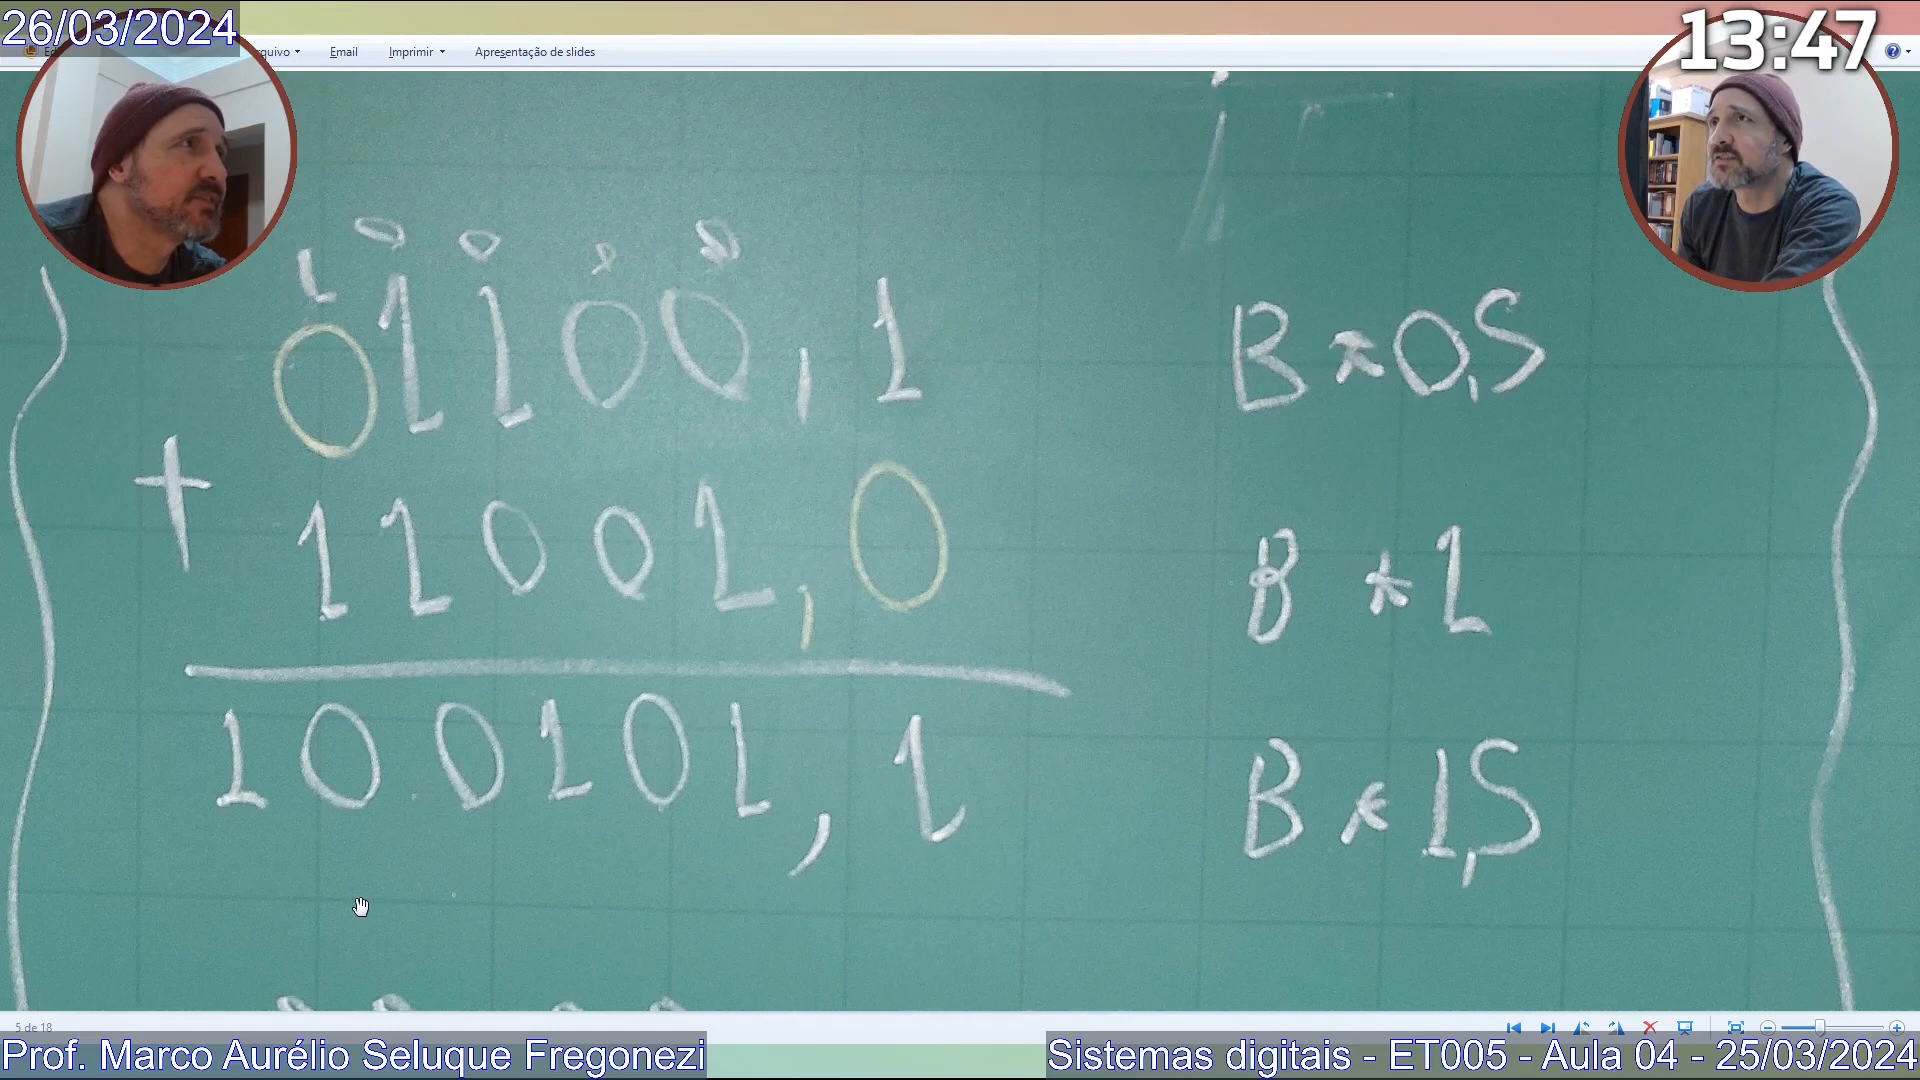 26/03/2024
13:47
Email
Imprimir
Apresentação de slides
1 0 0 0 0
01100,1
B * 0,5
+ 11001,0
B * 1
100101,1
B * 1,5
5 de 18
Prof. Marco Aurélio Seluque Fregonezi
Sistemas digitais - ET005 - Aula 04 - 25/03/2024